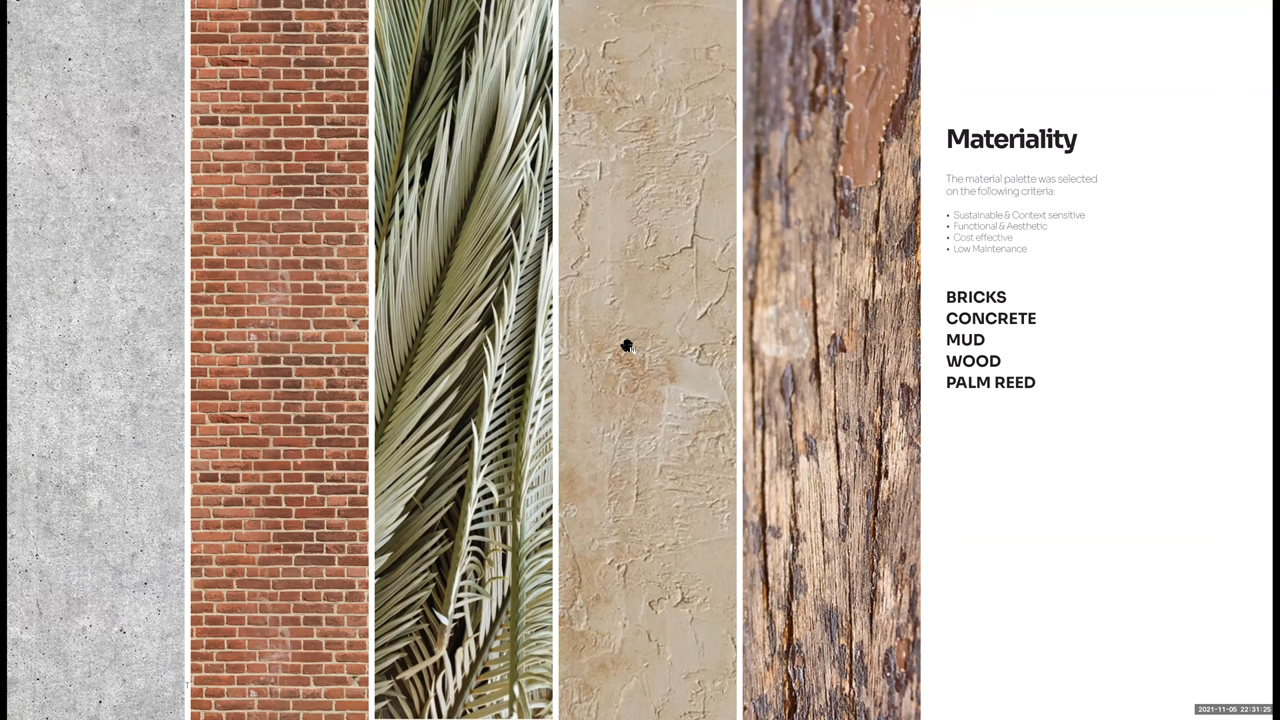 Materiality
The material palette was selected
on the following criteria:
• Sustainable & Context sensitive
• Functional & Aesthetic
• Cost effective
• Low Maintenance
BRICKS
CONCRETE
MUD
WOOD
PALM REED
2021-11-05 22:31:25